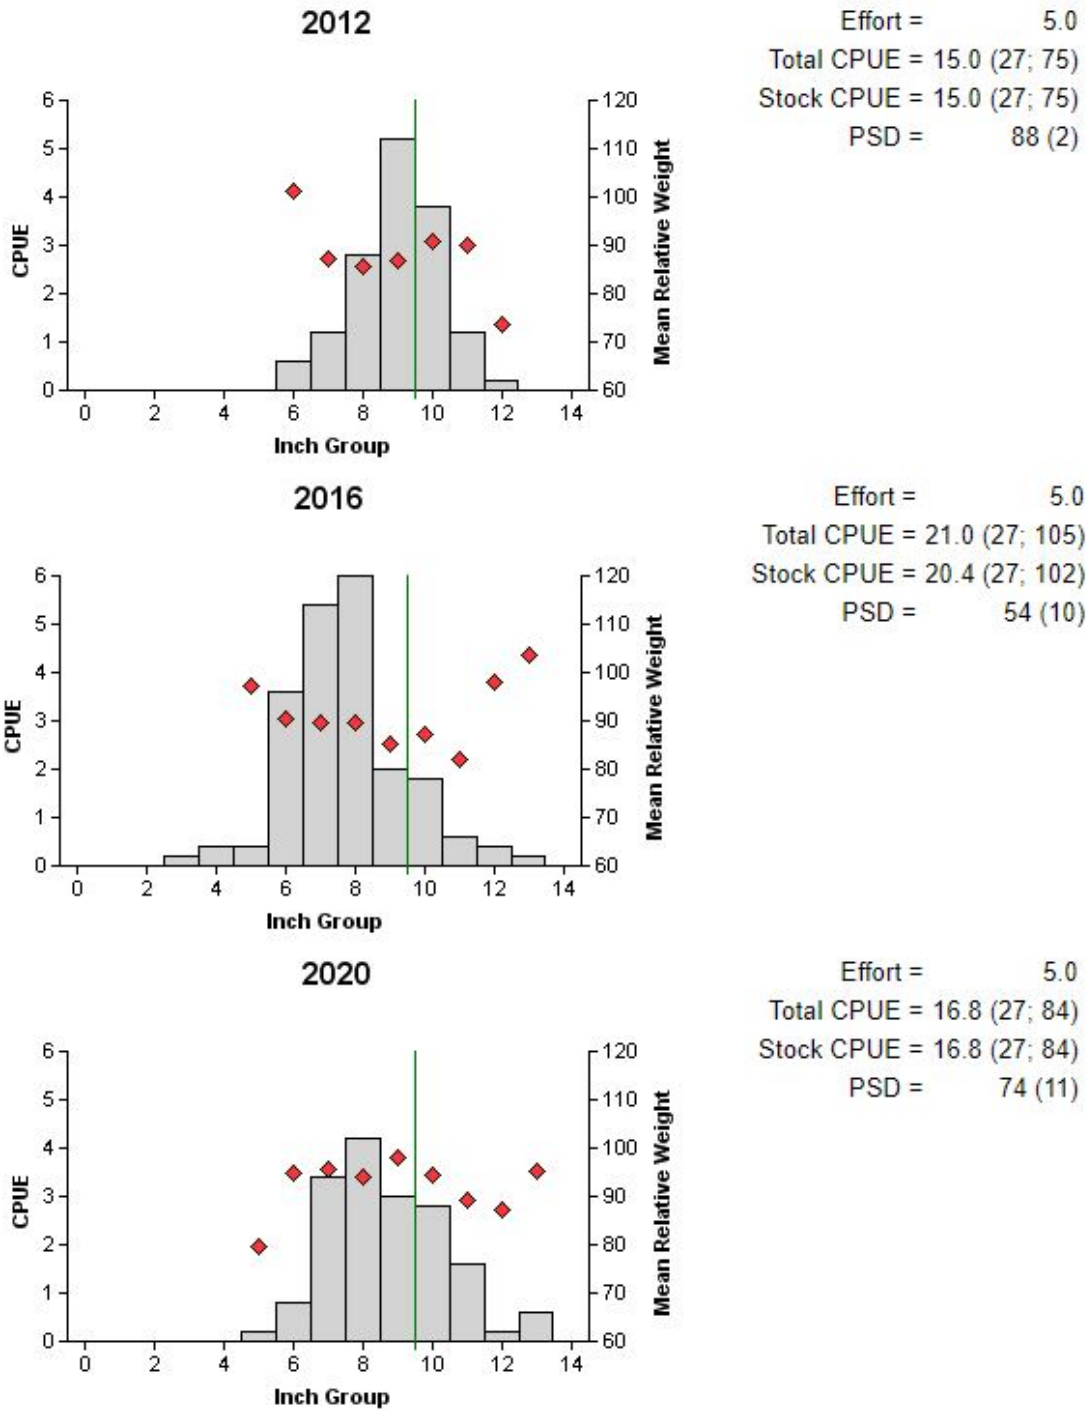 2012
Effort = 5.0
Total CPUE = 15.0 (27; 75)
Stock CPUE = 15.0 (27; 75)
PSD = 88 (2)
6
5
4
3
2
1
0
CPUE
120
110
100
90
80
70
60
Mean Relative Weight
0 2 4 6 8 10 12 14
Inch Group
2016
Effort = 5.0
Total CPUE = 21.0 (27; 105)
Stock CPUE = 20.4 (27; 102)
PSD = 54 (10)
6
5
4
3
2
1
0
CPUE
120
110
100
90
80
70
60
Mean Relative Weight
0 2 4 6 8 10 12 14
Inch Group
2020
Effort = 5.0
Total CPUE = 16.8 (27; 84)
Stock CPUE = 16.8 (27; 84)
PSD = 74 (11)
6
5
4
3
2
1
0
CPUE
120
110
100
90
80
70
60
Mean Relative Weight
0 2 4 6 8 10 12 14
Inch Group